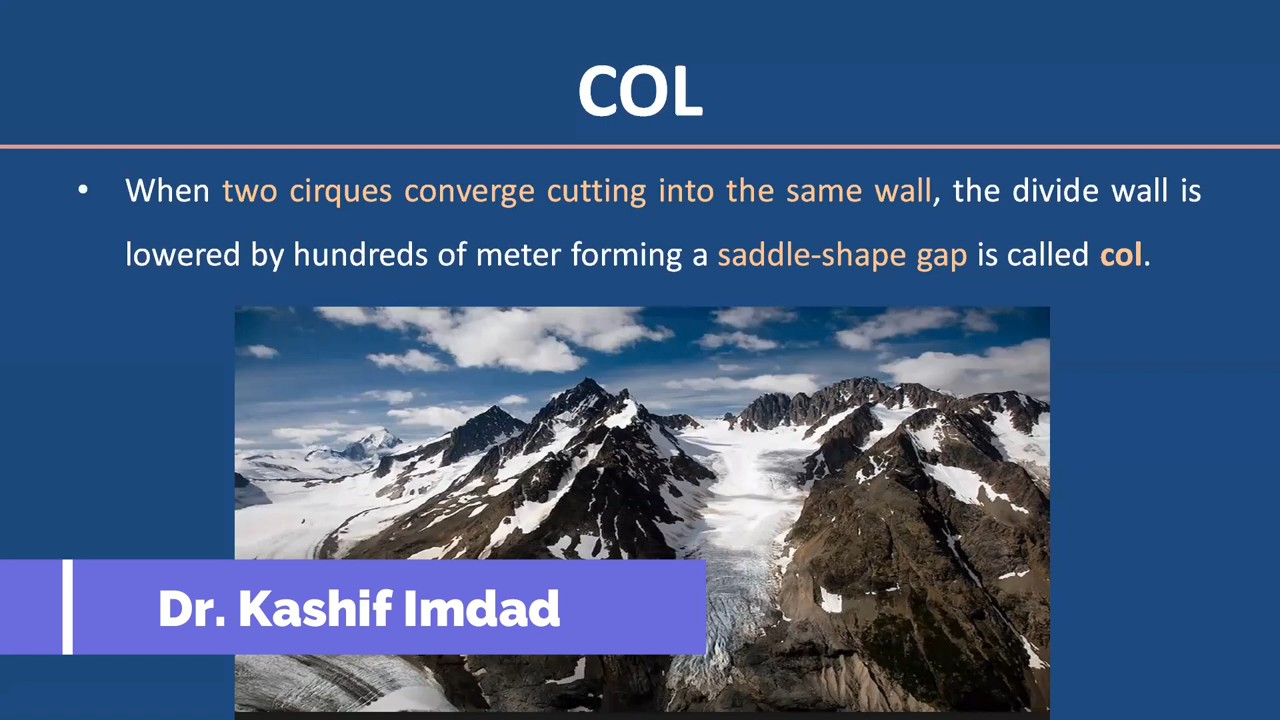 COL
• When two cirques converge cutting into the same wall, the divide wall is
lowered by hundreds of meter forming a saddle-shape gap is called col.
Dr. Kashif Imdad